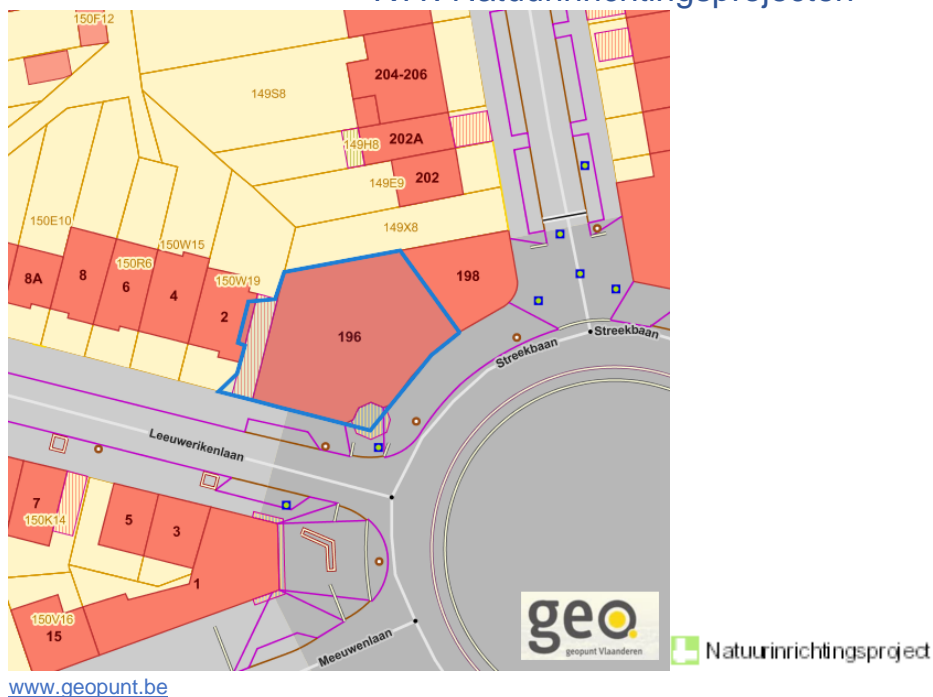 150F12
204-206
149S8
202A
149H8
202
149E9
150E10
149X8
150W15
8A
8
150R6
6
4
150W19
2
198
196
Streekbaan
Streekbaan
Leeuwerikenlaan
7
150K14
5
3
1
150V16
15
Meeuwenlaan
geo
geopunt Vlaanderen
Natuurinrichtingsproject
www.geopunt.be